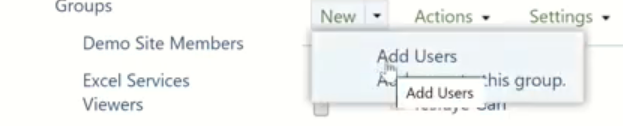 Groups
New Actions Settings
Demo Site Members
Add Users
Excel Services
Viewers
this group.
Add Users